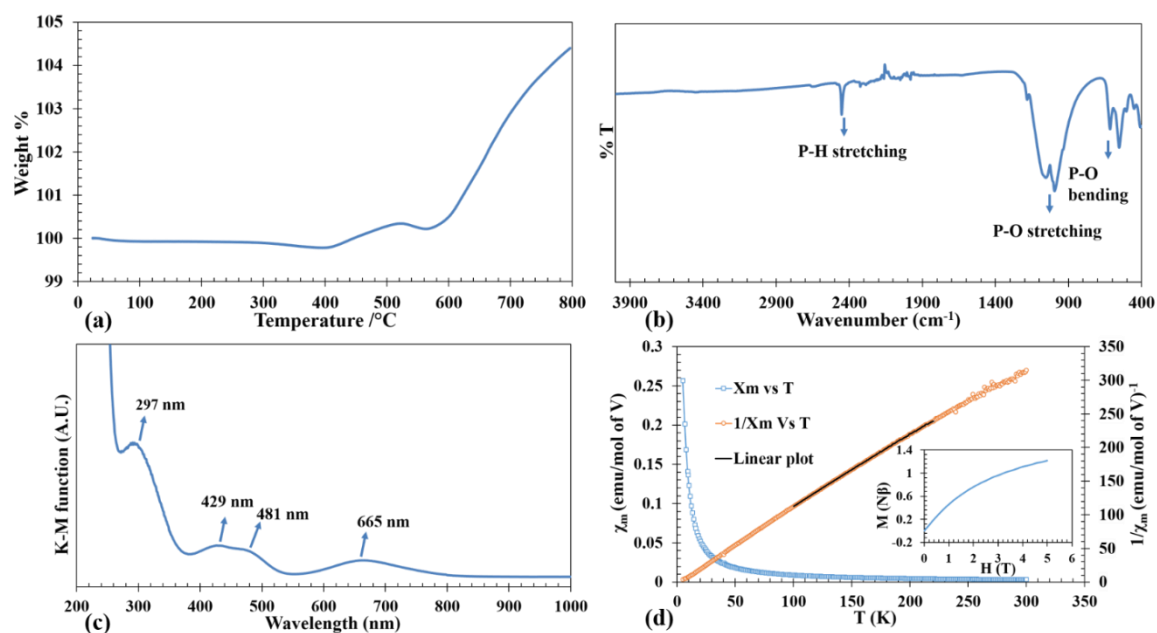 105
104
103
102
101
100
99
Weight %
0 100 200 300 400 500 600 700 800
Temperature /°C
(a)
% T
P-H stretching
P-O
bending
P-O stretching
3900 3400 2900 2400 1900 1400 900 400
Wavenumber (cm-1)
(b)
K-M function (A.U.)
297 nm
429 nm
481 nm
665 nm
200 300 400 500 600 700 800 900 1000
Wavelength (nm)
(c)
0.3
0.25
0.2
0.15
0.1
0.05
0
χm (emu/mol of V)
Xm vs T
1/Xm Vs T
Linear plot
350
300
250
200
150
100
50
0
1/χm (emu/mol of V)-1
1.4
1
0.6
0.2
-0.2
M (Nβ)
0 1 2 3 4 5 6
H (T)
0 50 100 150 200 250 300 350
T (K)
(d)